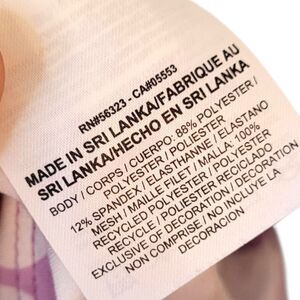 RN#56323 - CA#05553
MADE IN SRI LANKA/FABRIQUE AU
SRI LANKA/HECHO EN SRI LANKA
BODY / CORPS / CUERPO: 88% POLYESTER /
POLYESTER / POLIESTER
12% SPANDEX / ELASTHANNE / ELASTANO
MESH / MAILLE FILET / MALLA: 100%
RECYCLED POLYESTER / POLYESTER
RECYCLE / POLIESTER RECICLADO
EXCLUSIVE OF DECORATION / DECORATION
NON COMPRISE / NO INCLUYE LA